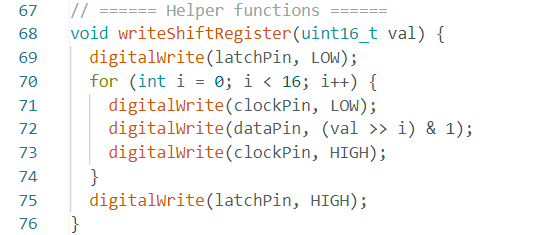 67 // ====== Helper functions ======
68 void writeShiftRegister(uint16_t val) {
69   digitalWrite(latchPin, LOW);
70   for (int i = 0; i < 16; i++) {
71     digitalWrite(clockPin, LOW);
72     digitalWrite(dataPin, (val >> i) & 1);
73     digitalWrite(clockPin, HIGH);
74   }
75   digitalWrite(latchPin, HIGH);
76 }